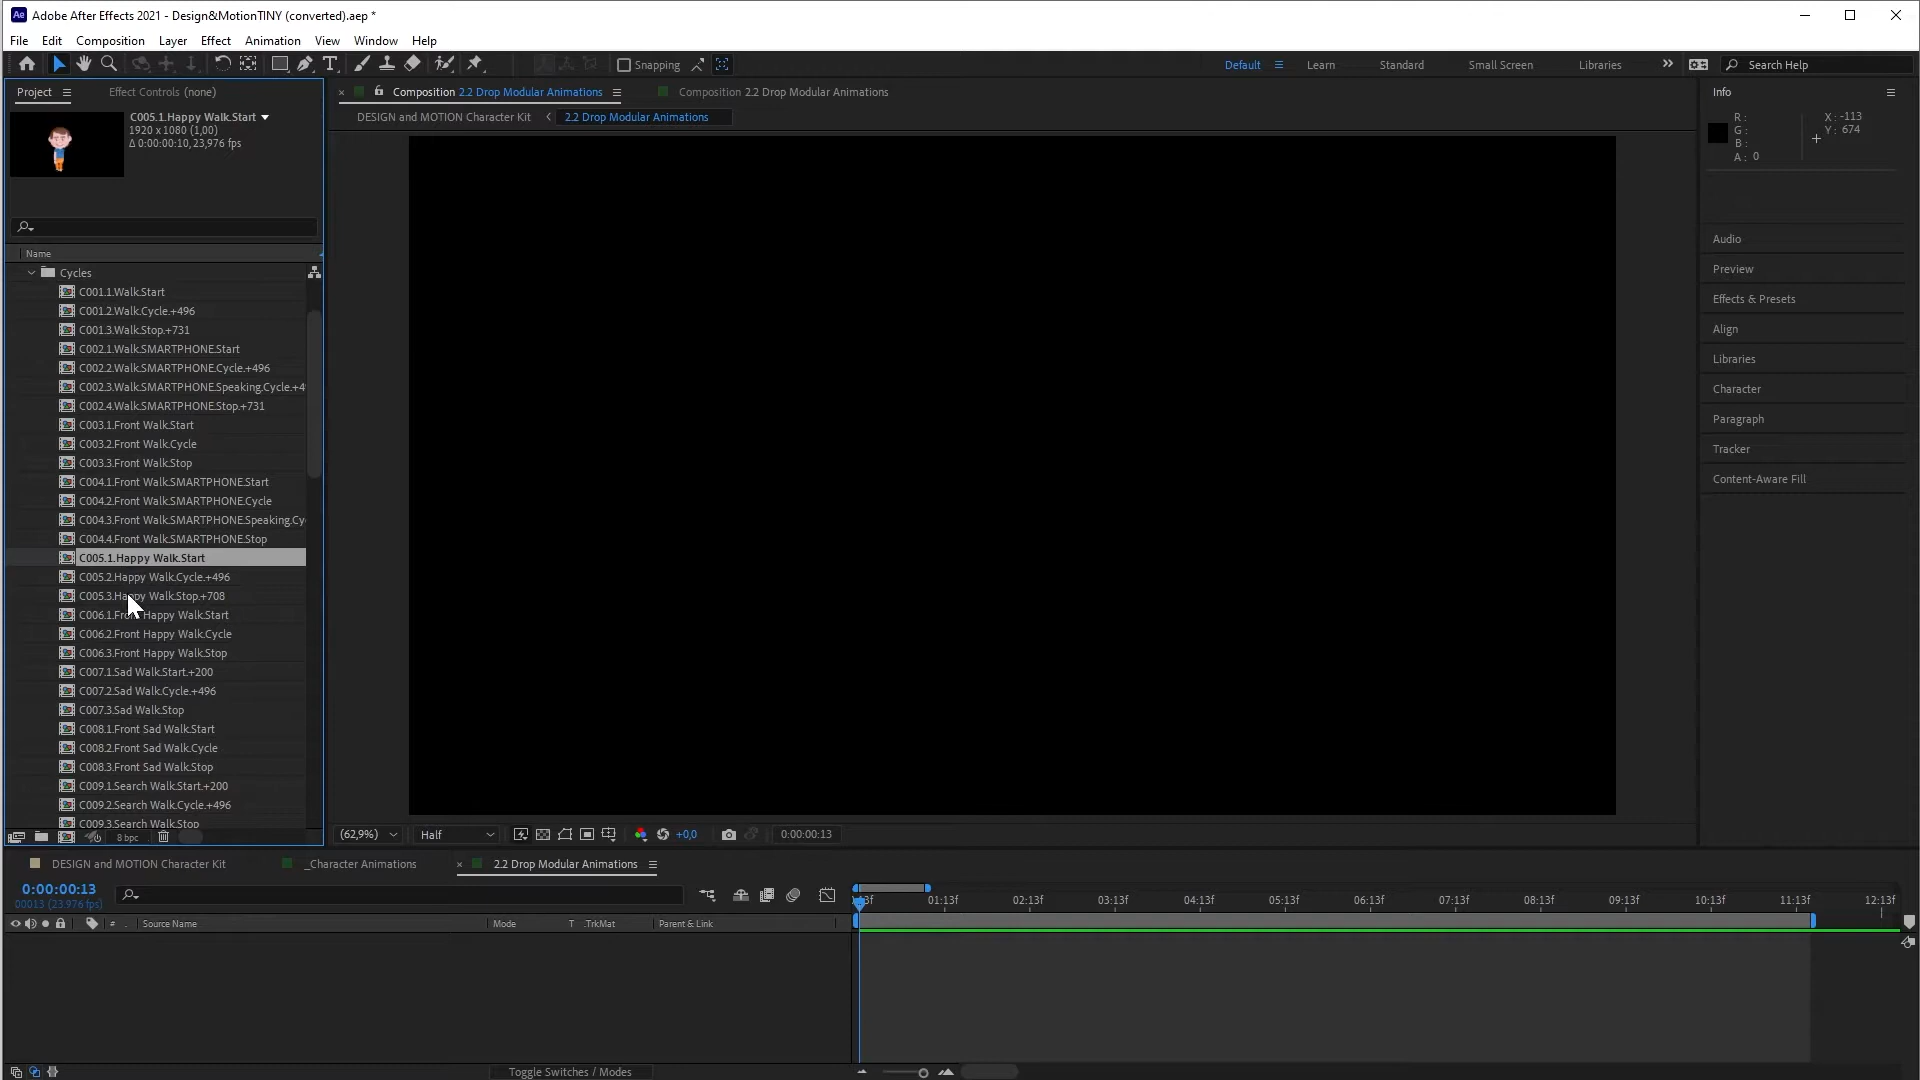 Ae Adobe After Effects 2021 - Design&MotionTINY (converted).aep *
File Edit Composition Layer Effect Animation View Window Help
Snapping
Default Learn Standard Small Screen Libraries Search Help
Project Effect Controls (none)
C005.1.Happy Walk.Start
1920 x 1080 (1,00)
Δ 0:00:00:10, 23,976 fps
Name
Cycles
C001.1.Walk.Start
C001.2.Walk.Cycle.+496
C001.3.Walk.Stop.+731
C002.1.Walk.SMARTPHONE.Start
C002.2.Walk.SMARTPHONE.Cycle.+496
C002.3.Walk.SMARTPHONE.Speaking.Cycle.+4
C002.4.Walk.SMARTPHONE.Stop.+731
C003.1.Front Walk.Start
C003.2.Front Walk.Cycle
C003.3.Front Walk.Stop
C004.1.Front Walk.SMARTPHONE.Start
C004.2.Front Walk.SMARTPHONE.Cycle
C004.3.Front Walk.SMARTPHONE.Speaking.Cy
C004.4.Front Walk.SMARTPHONE.Stop
C005.1.Happy Walk.Start
C005.2.Happy Walk.Cycle.+496
C005.3.Happy Walk.Stop.+708
C006.1.Front Happy Walk.Start
C006.2.Front Happy Walk.Cycle
C006.3.Front Happy Walk.Stop
C007.1.Sad Walk.Start.+200
C007.2.Sad Walk.Cycle.+496
C007.3.Sad Walk.Stop
C008.1.Front Sad Walk.Start
C008.2.Front Sad Walk.Cycle
C008.3.Front Sad Walk.Stop
C009.1.Search Walk.Start.+200
C009.2.Search Walk.Cycle.+496
C009.3.Search Walk.Stop
8 bpc
Composition 2.2 Drop Modular Animations Composition 2.2 Drop Modular Animations
DESIGN and MOTION Character Kit 2.2 Drop Modular Animations
(62,9%) Half +0,0 0:00:00:13
Info
R :
G :
B :
A : 0
X : -113
Y : 674
Audio
Preview
Effects & Presets
Align
Libraries
Character
Paragraph
Tracker
Content-Aware Fill
DESIGN and MOTION Character Kit _Character Animations 2.2 Drop Modular Animations
0:00:00:13
00013 (23.976 fps)
01:13f 02:13f 03:13f 04:13f 05:13f 06:13f 07:13f 08:13f 09:13f 10:13f 11:13f 12:13f
# Source Name Mode T .TrkMat Parent & Link
Toggle Switches / Modes